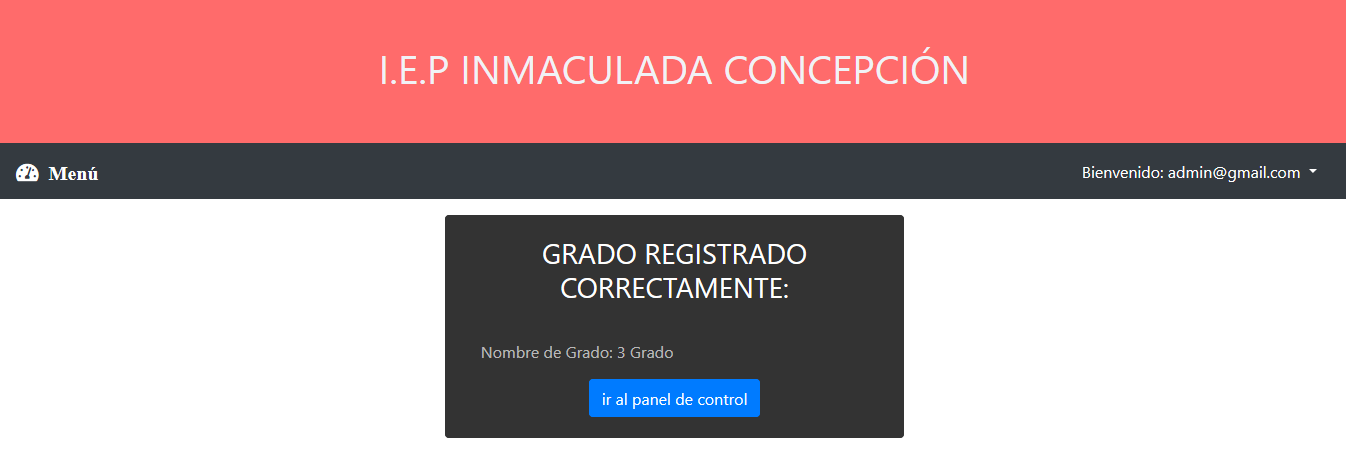 I.E.P INMACULADA CONCEPCIÓN
Menú
Bienvenido: admin@gmail.com
GRADO REGISTRADO
CORRECTAMENTE:
Nombre de Grado: 3 Grado
ir al panel de control